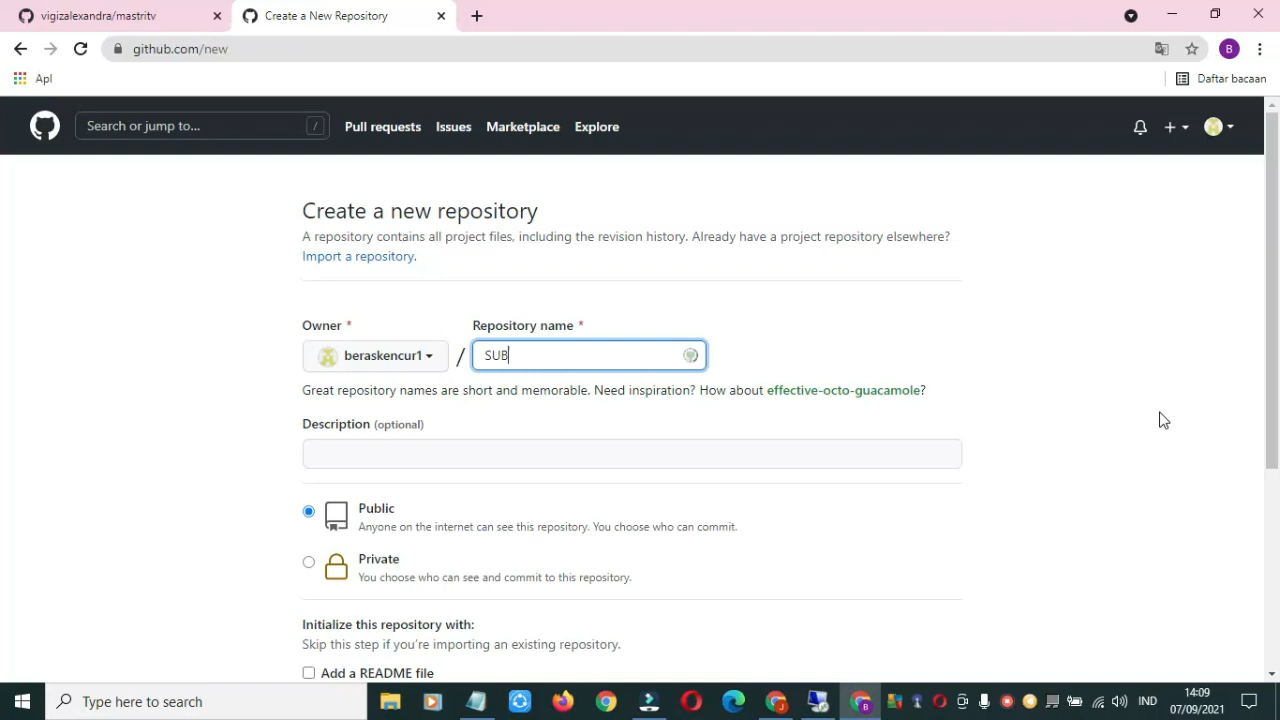 vigizalexandra/mastritv
Create a New Repository
github.com/new
B
Apl
Daftar bacaan
Search or jump to...
/
Pull requests
Issues
Marketplace
Explore
Create a new repository
A repository contains all project files, including the revision history. Already have a project repository elsewhere?
Import a repository.
Owner *
Repository name *
beraskencur1
/
SUB
Great repository names are short and memorable. Need inspiration? How about effective-octo-guacamole?
Description (optional)
Public
Anyone on the internet can see this repository. You choose who can commit.
Private
You choose who can see and commit to this repository.
Initialize this repository with:
Skip this step if you're importing an existing repository.
Add a README file
Type here to search
IND
14:09
07/09/2021